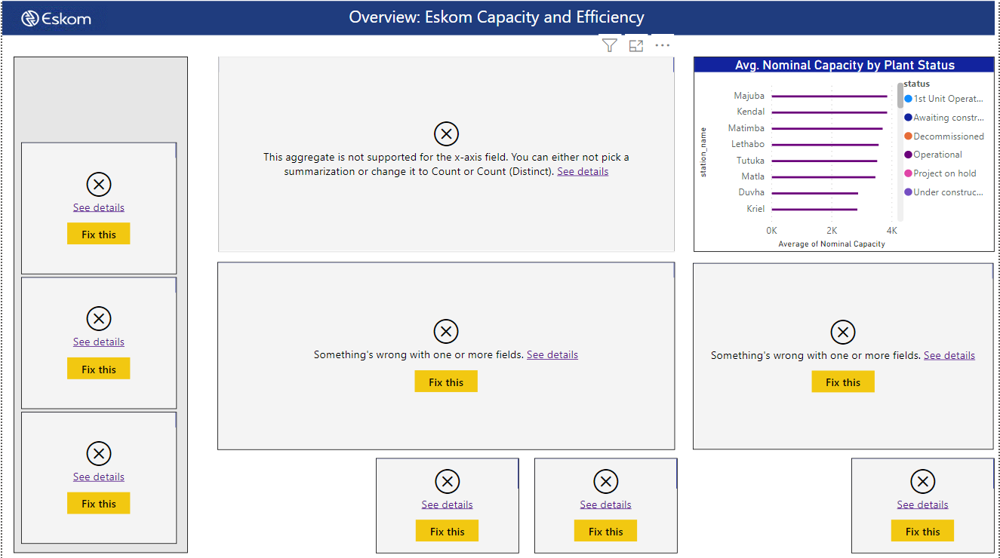 Eskom
Overview: Eskom Capacity and Efficiency
See details
Fix this
See details
Fix this
See details
Fix this
This aggregate is not supported for the x-axis field. You can either not pick a
summarization or change it to Count or Count (Distinct). See details
Something's wrong with one or more fields. See details
Fix this
Avg. Nominal Capacity by Plant Status
station_name
Majuba
Kendal
Matimba
Lethabo
Tutuka
Matla
Duvha
Kriel
0K 2K 4K
Average of Nominal Capacity
status
1st Unit Operat...
Awaiting constr...
Decommissioned
Operational
Project on hold
Under construc...
Something's wrong with one or more fields. See details
Fix this
See details
Fix this
See details
Fix this
See details
Fix this